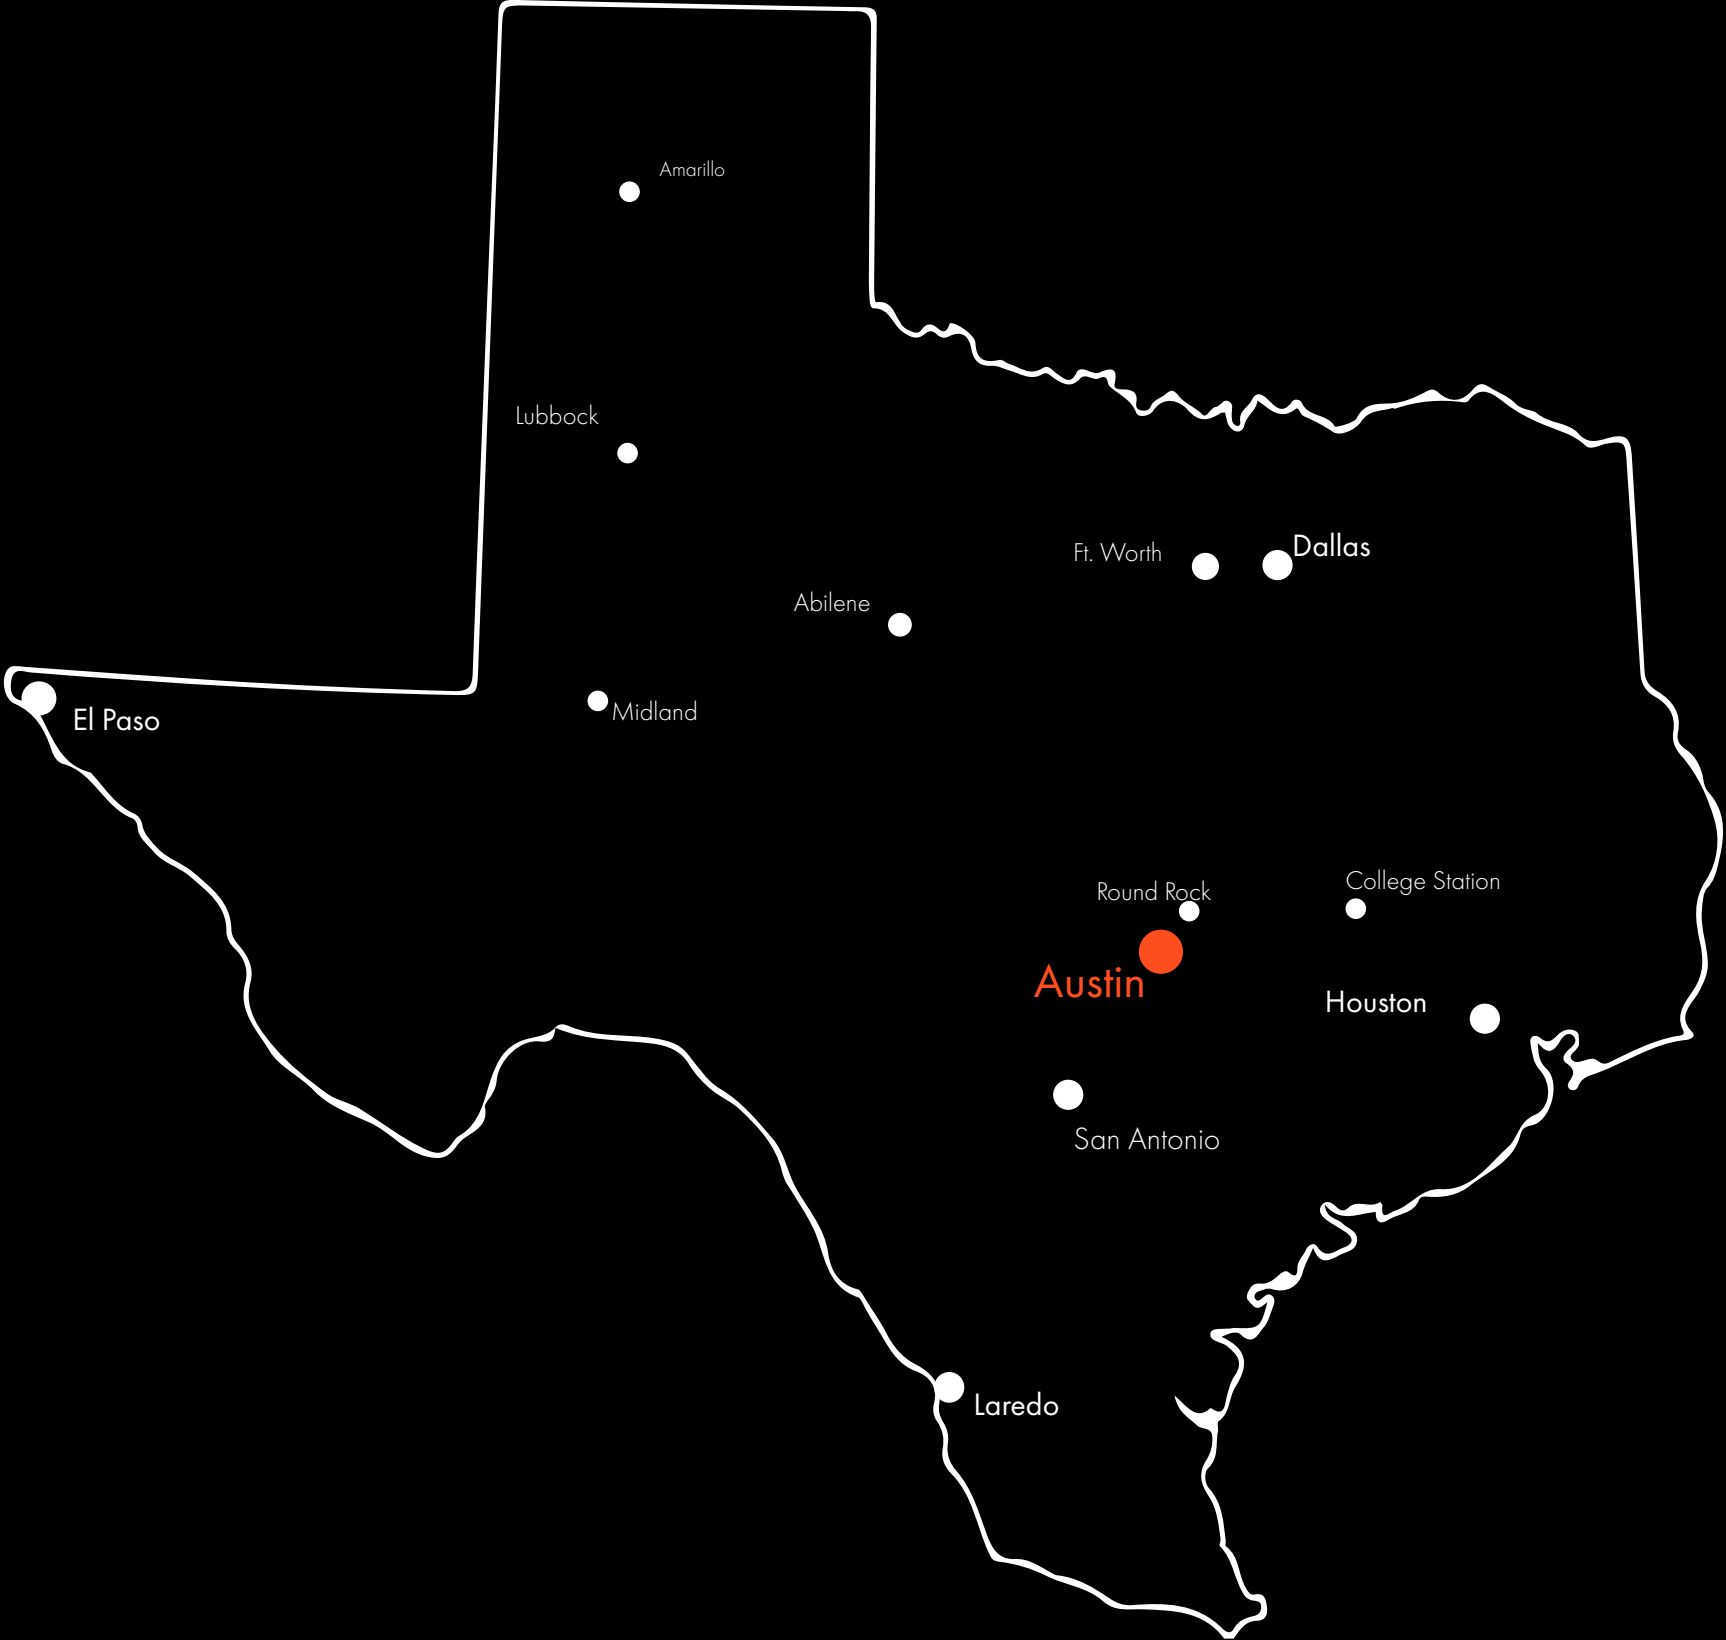 Amarillo
Lubbock
Ft. Worth
Dallas
Abilene
Midland
El Paso
Round Rock
College Station
Austin
Houston
San Antonio
Laredo